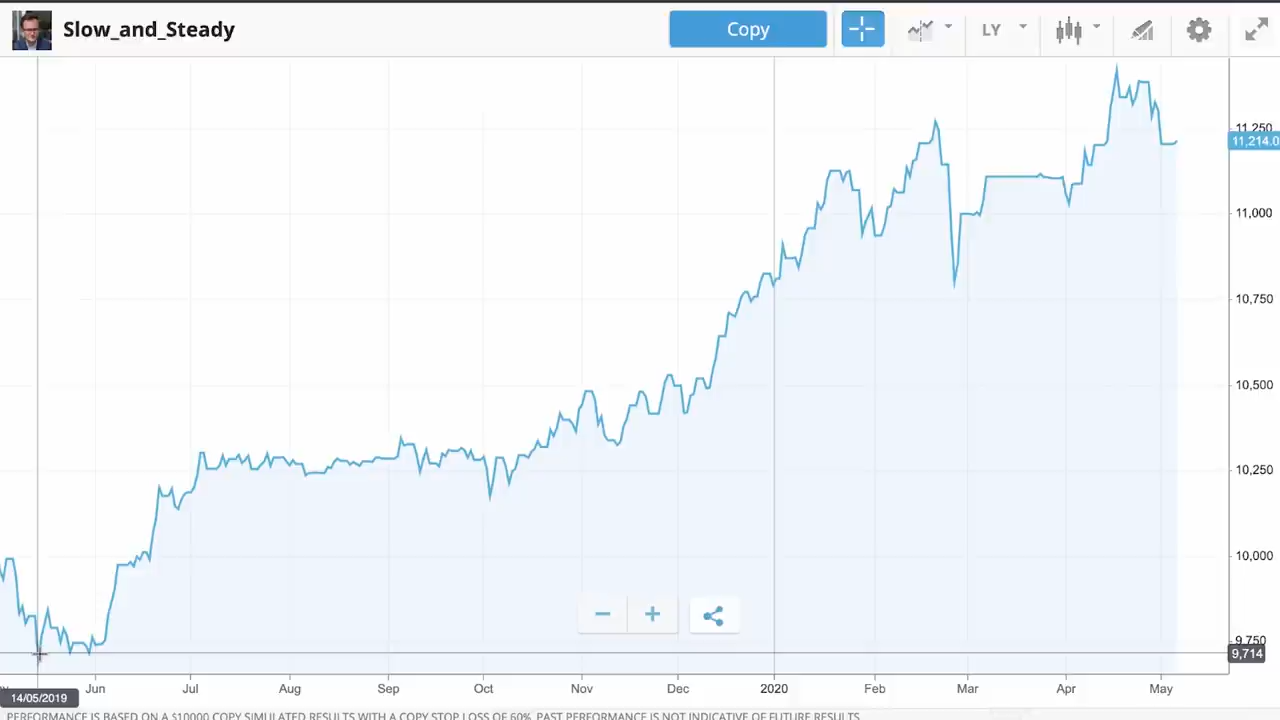 Slow_and_Steady
Copy
LY
11,250
11,214.0
11,000
10,750
10,500
10,250
10,000
9,750
9,714
14/05/2019
Jun Jul Aug Sep Oct Nov Dec 2020 Feb Mar Apr May
PERFORMANCE IS BASED ON A $10000 COPY SIMULATED RESULTS WITH A COPY STOP LOSS OF 60%. PAST PERFORMANCE IS NOT INDICATIVE OF FUTURE RESULTS